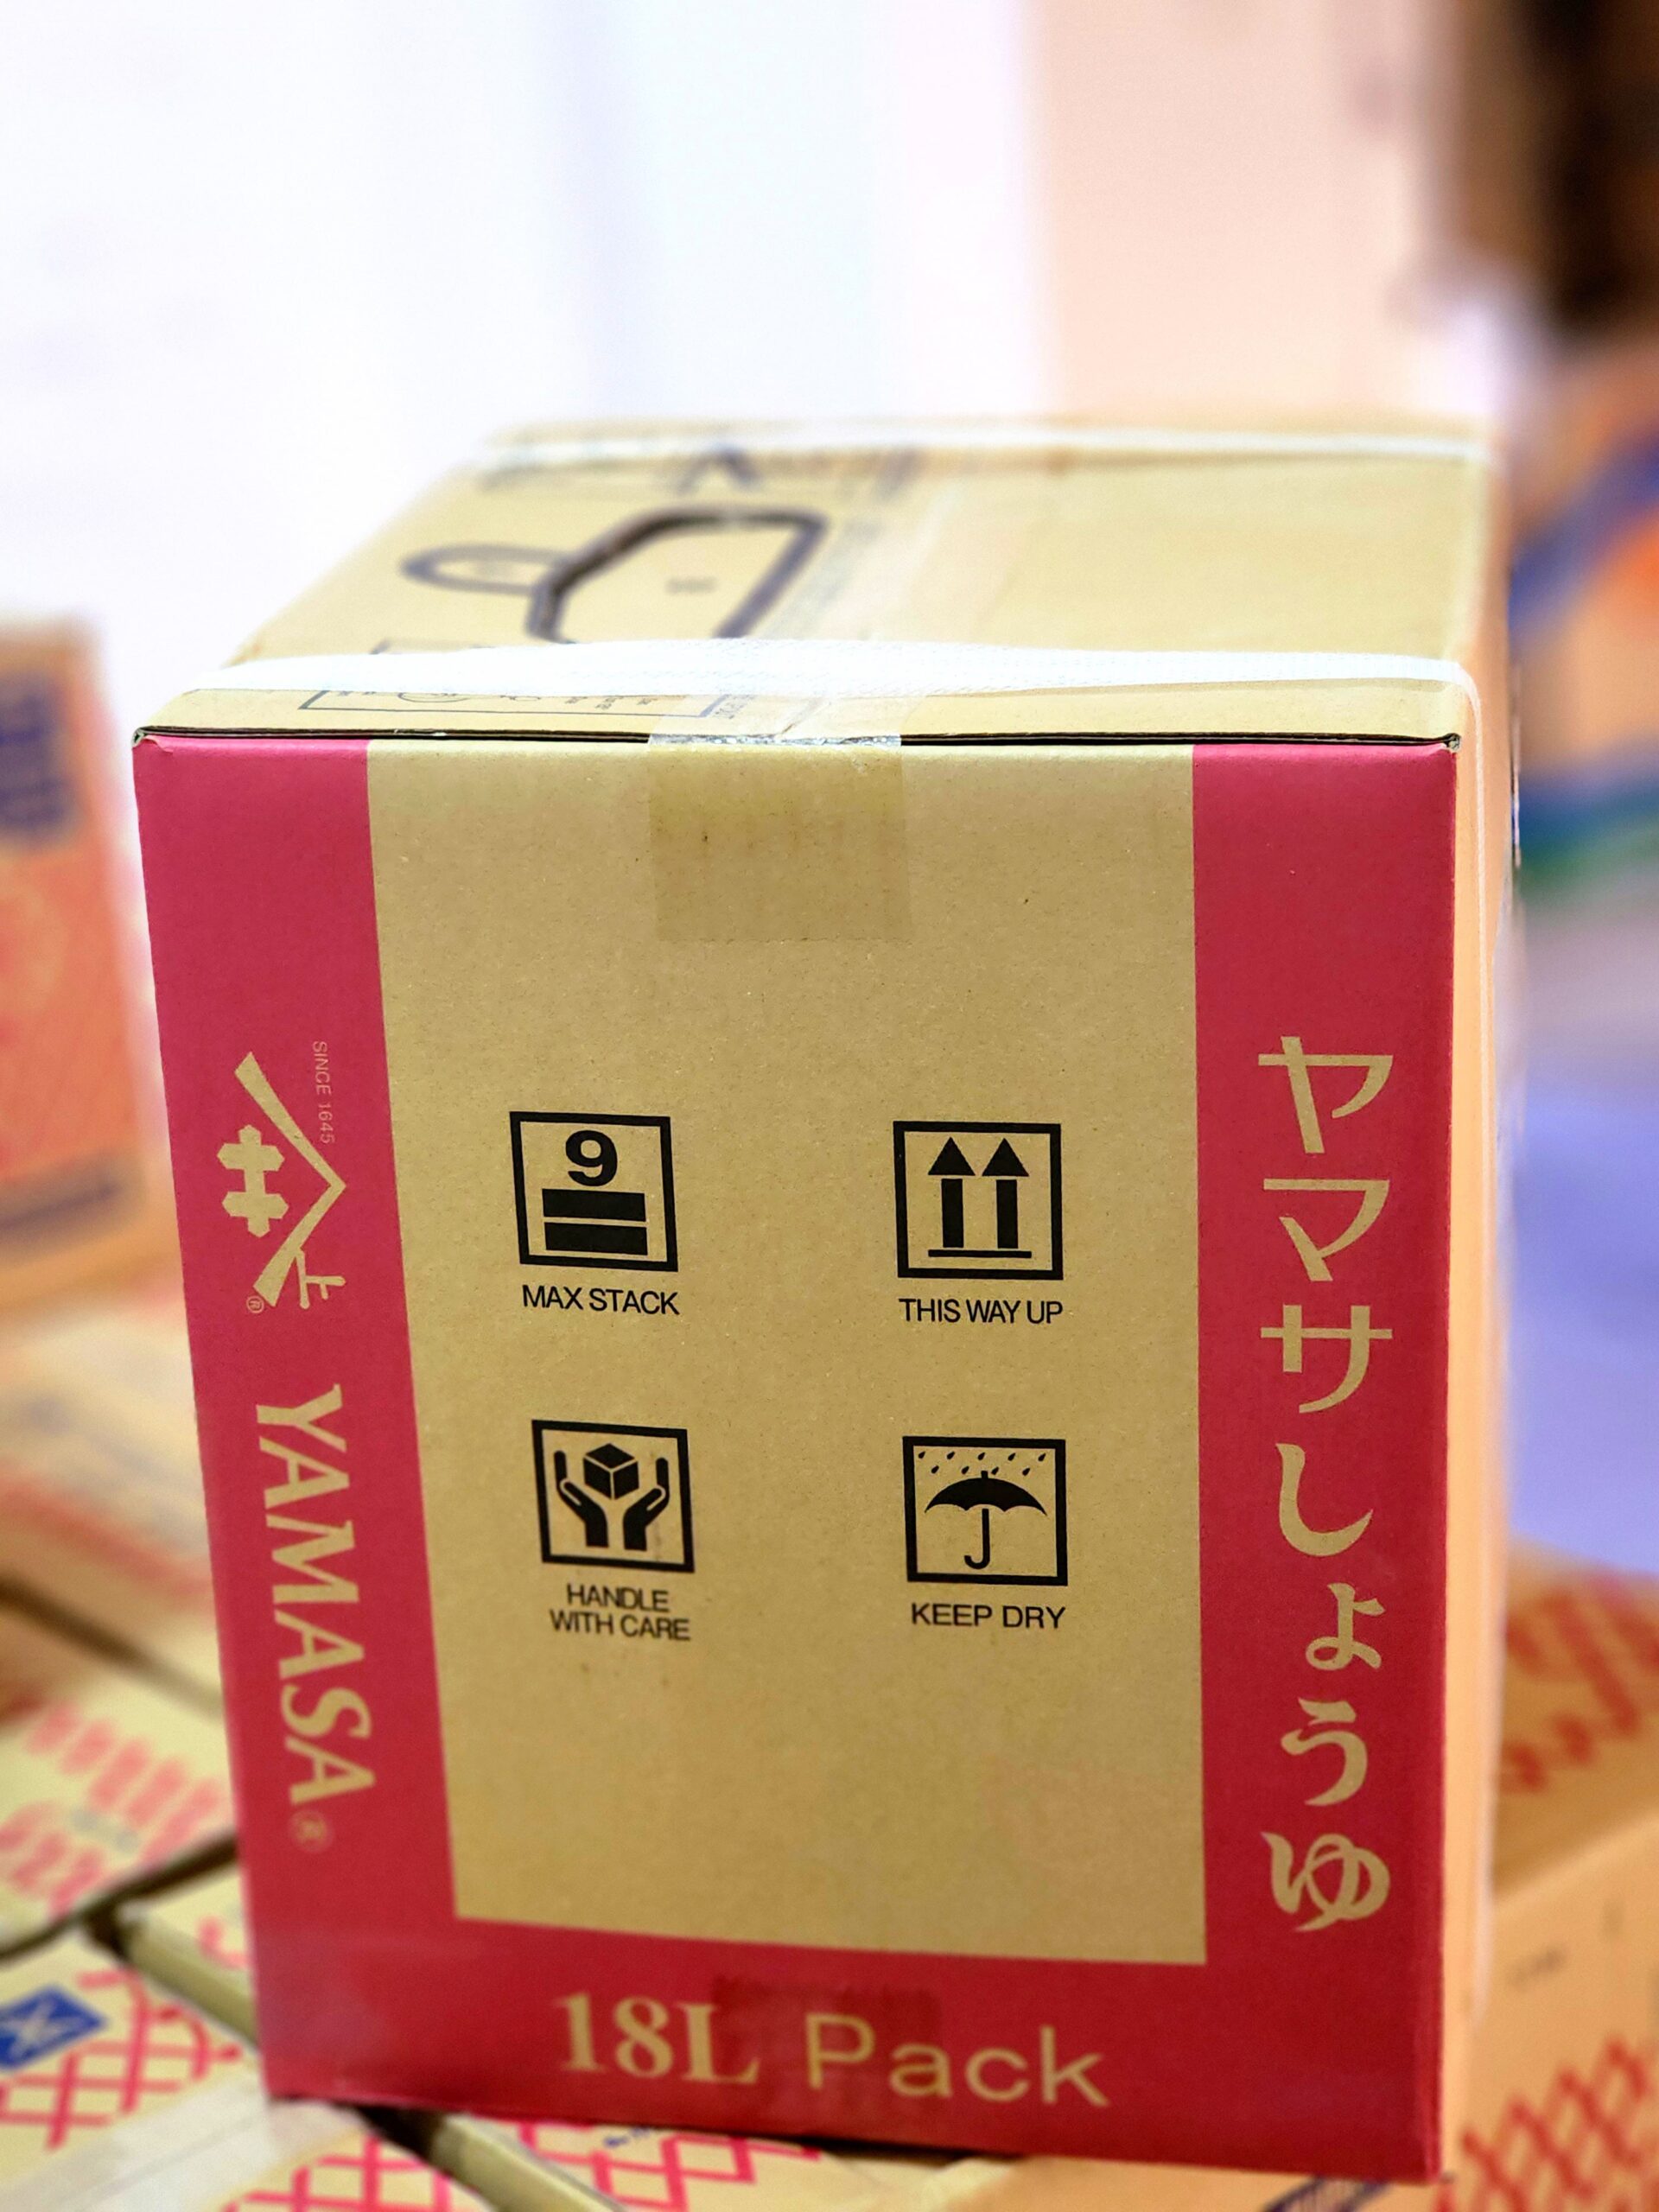 SINCE 1645
上
®
YAMASA®
9
MAX STACK
THIS WAY UP
HANDLE
WITH CARE
KEEP DRY
ヤマサしょうゆ
18L Pack